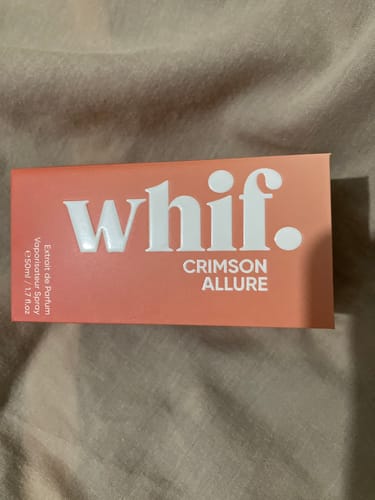 whif.
CRIMSON
ALLURE
Extrait de Parfum
Vaporisateur Spray
℮50ml / 1.7 fl.oz